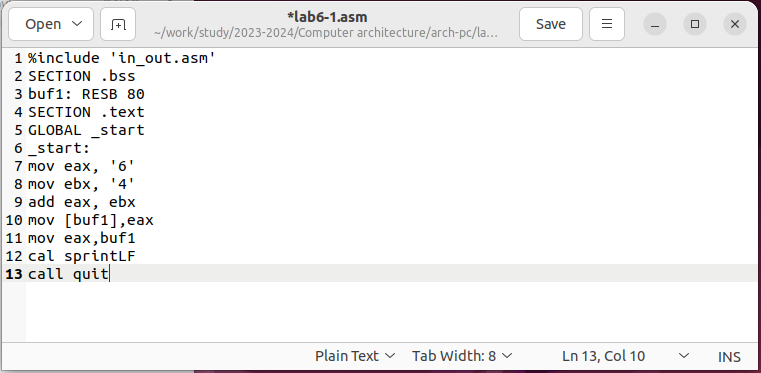 Open
*lab6-1.asm
~/work/study/2023-2024/Computer architecture/arch-pc/la…
Save
1 %include 'in_out.asm'
2 SECTION .bss
3 buf1: RESB 80
4 SECTION .text
5 GLOBAL _start
6 _start:
7 mov eax, '6'
8 mov ebx, '4'
9 add eax, ebx
10 mov [buf1],eax
11 mov eax,buf1
12 cal sprintLF
13 call quit
Plain Text Tab Width: 8 Ln 13, Col 10 INS